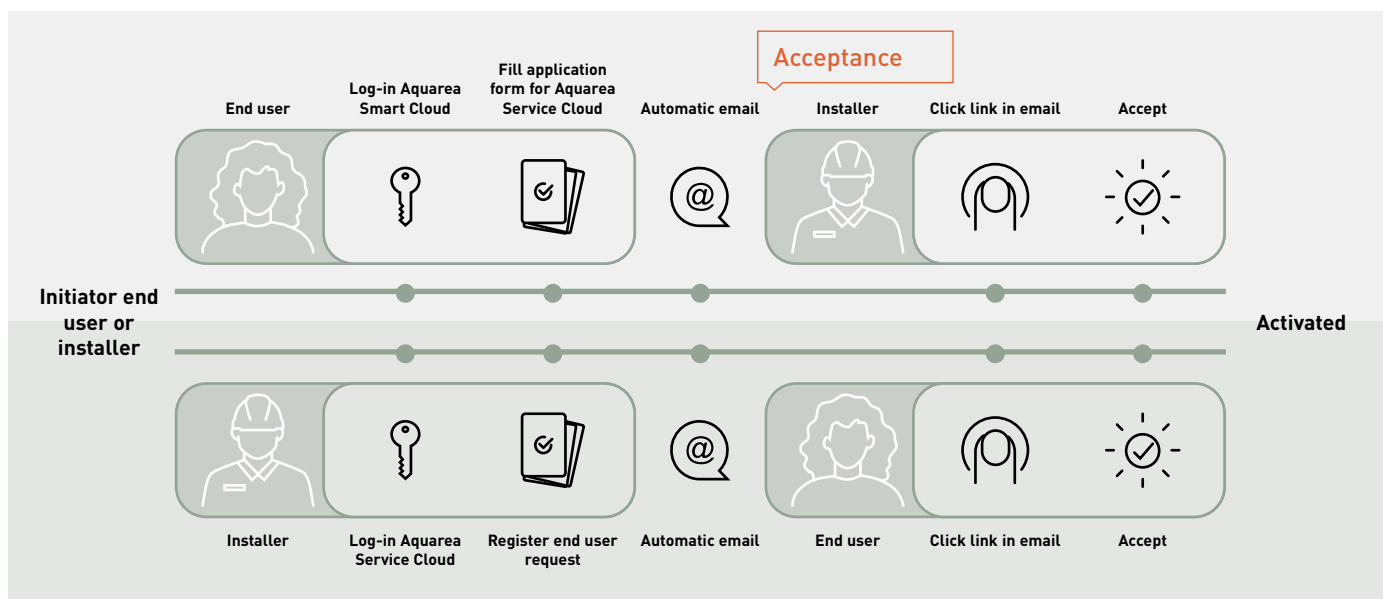 Acceptance
End user
Log-in Aquarea
Smart Cloud
Fill application
form for Aquarea
Service Cloud
Automatic email
Installer
Click link in email
Accept
@
Initiator end
user or
installer
Activated
@
Installer
Log-in Aquarea
Service Cloud
Register end user
request
Automatic email
End user
Click link in email
Accept